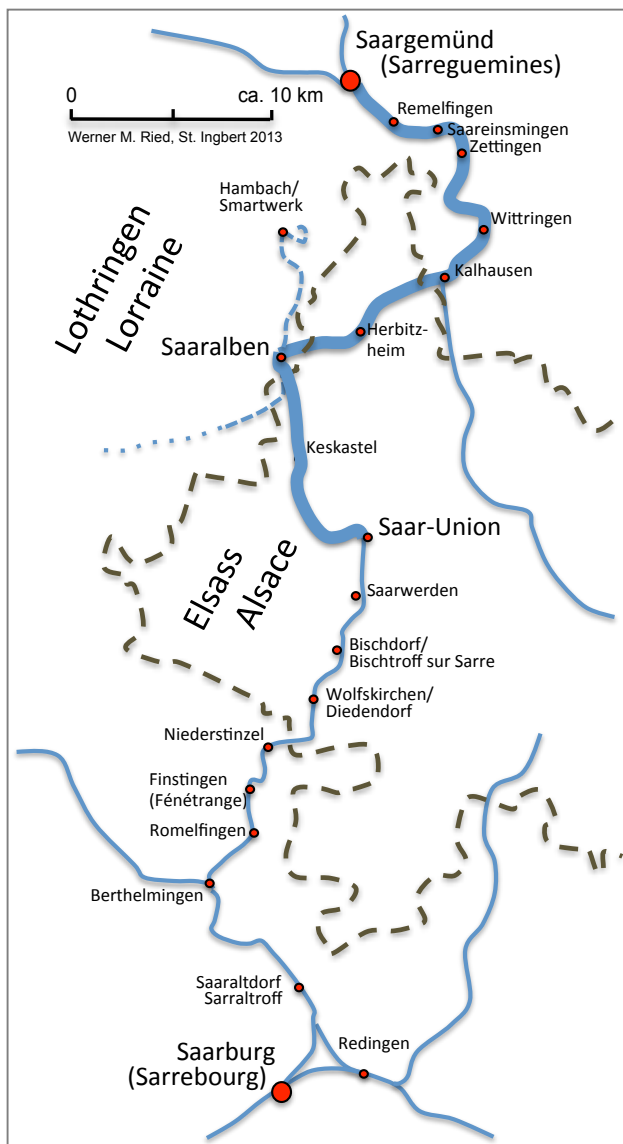 Saargemünd
(Sarreguemines)
0 ca. 10 km
Werner M. Ried, St. Ingbert 2013
Remelfingen
Saareinsmingen
Zettingen
Hambach/
Smartwerk
Wittringen
Lothringen
Lorraine
Kalhausen
Herbitz-
heim
Saaralben
Keskastel
Saar-Union
Elsass
Alsace
Saarwerden
Bischdorf/
Bischtroff sur Sarre
Wolfskirchen/
Diedendorf
Niederstinzel
Finstingen
(Fénétrange)
Romelfingen
Berthelmingen
Saaraltdorf
Sarraltroff
Redingen
Saarburg
(Sarrebourg)